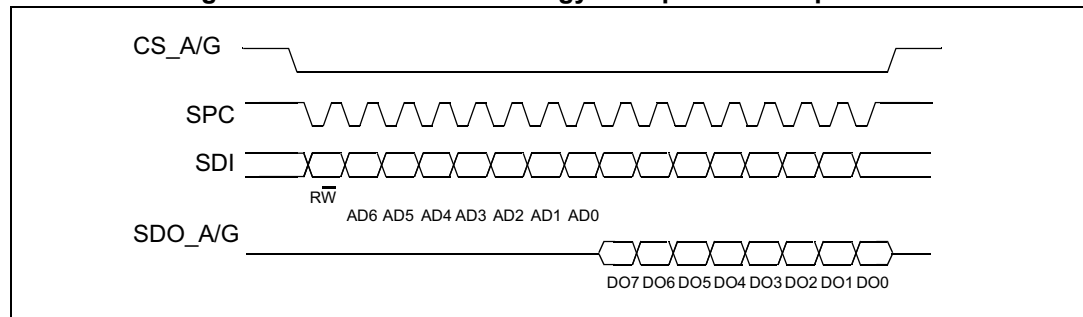 CS_A/G
SPC
SDI
RW
AD6 AD5 AD4 AD3 AD2 AD1 AD0
SDO_A/G
DO7 DO6 DO5 DO4 DO3 DO2 DO1 DO0